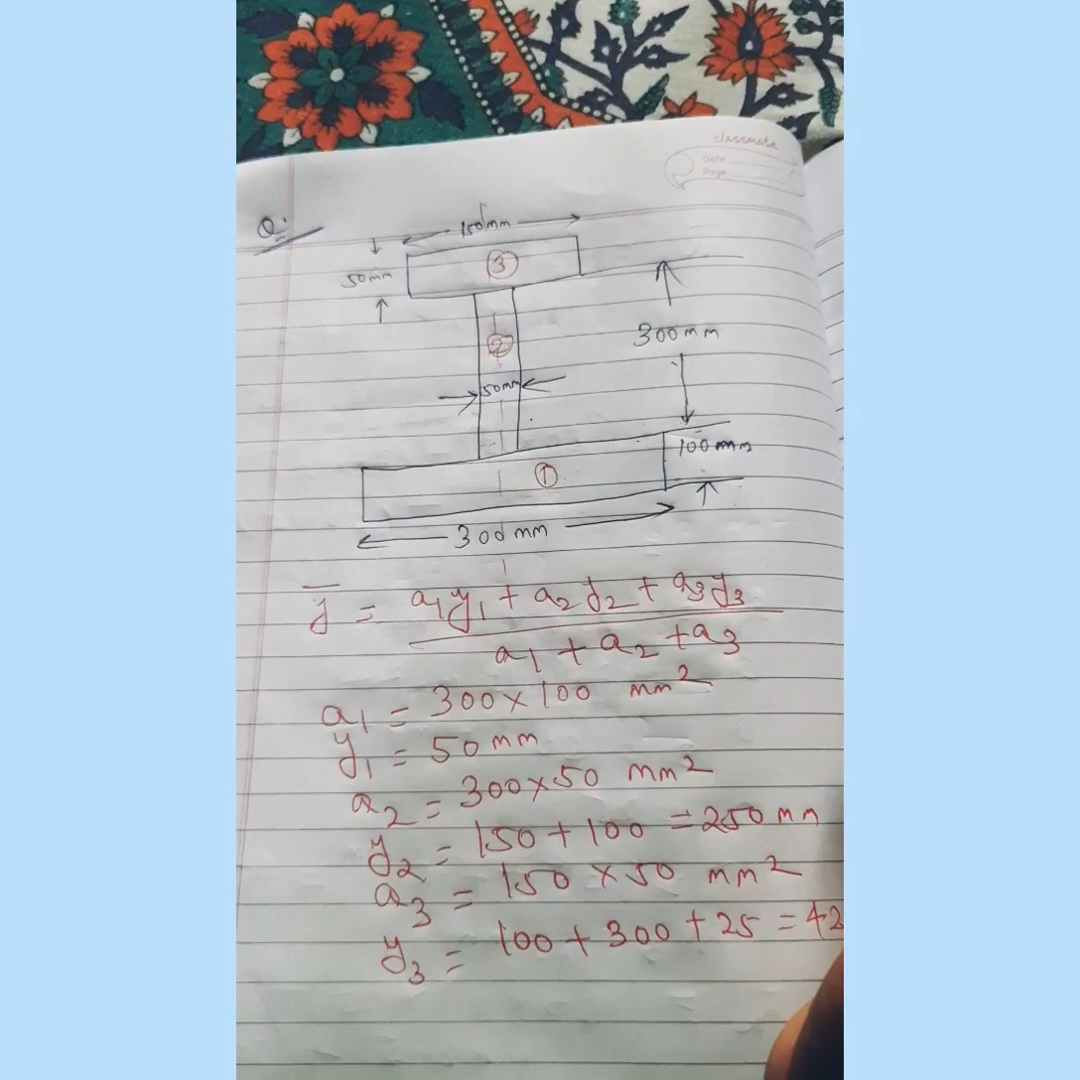 classmate
Date
Page
Q:
150mm
50mm
3
2
300mm
50mm
100mm
1
300mm
y̅ = a₁y₁ + a₂y₂ + a₃y₃
a₁ + a₂ + a₃
a₁ = 300 × 100 mm²
y₁ = 50 mm
a₂ = 300×50 mm²
y₂ = 150 + 100 = 250 mm
a₃ = 150 × 50 mm²
y₃ = 100 + 300 + 25 = 42